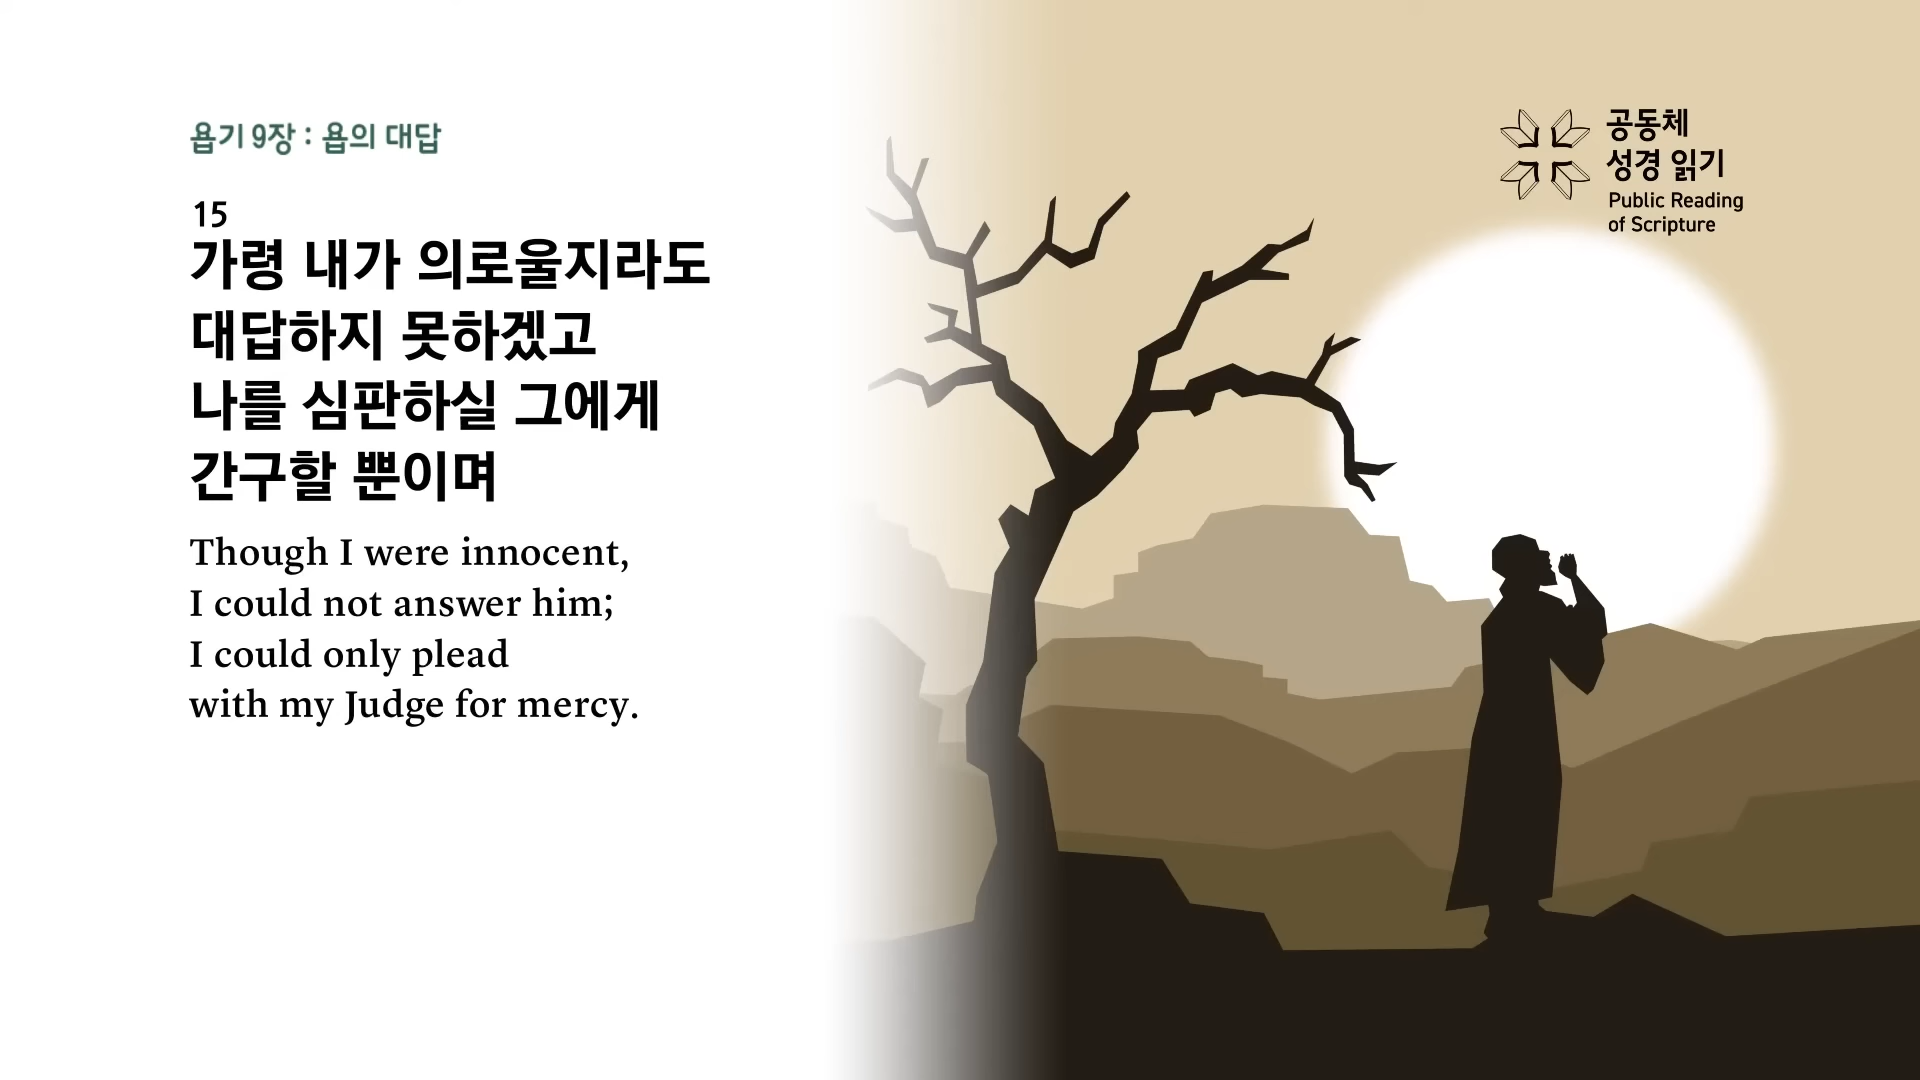 욥기 9장 : 욥의 대답
15
가령 내가 의로울지라도
대답하지 못하겠고
나를 심판하실 그에게
간구할 뿐이며
Though I were innocent,
I could not answer him;
I could only plead
with my Judge for mercy.
공동체
성경 읽기
Public Reading
of Scripture